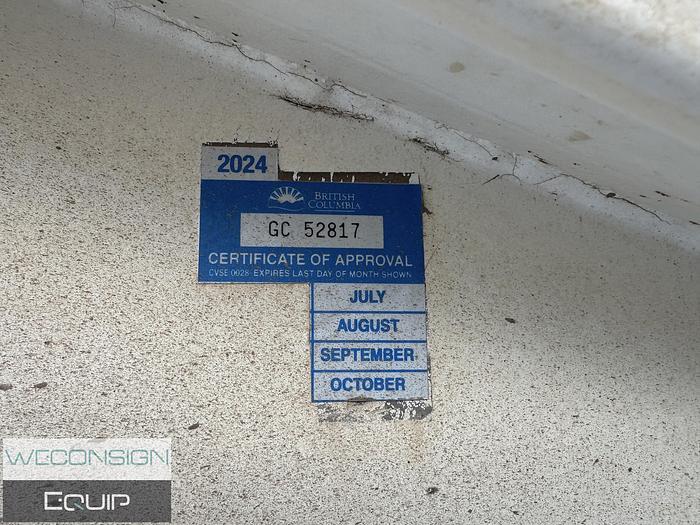 2024
BRITISH
COLUMBIA
GC 52817
CERTIFICATE OF APPROVAL
CVSE 0028 EXPIRES LAST DAY OF MONTH SHOWN
JULY
AUGUST
SEPTEMBER
OCTOBER
WECONSIGN
EQUIP